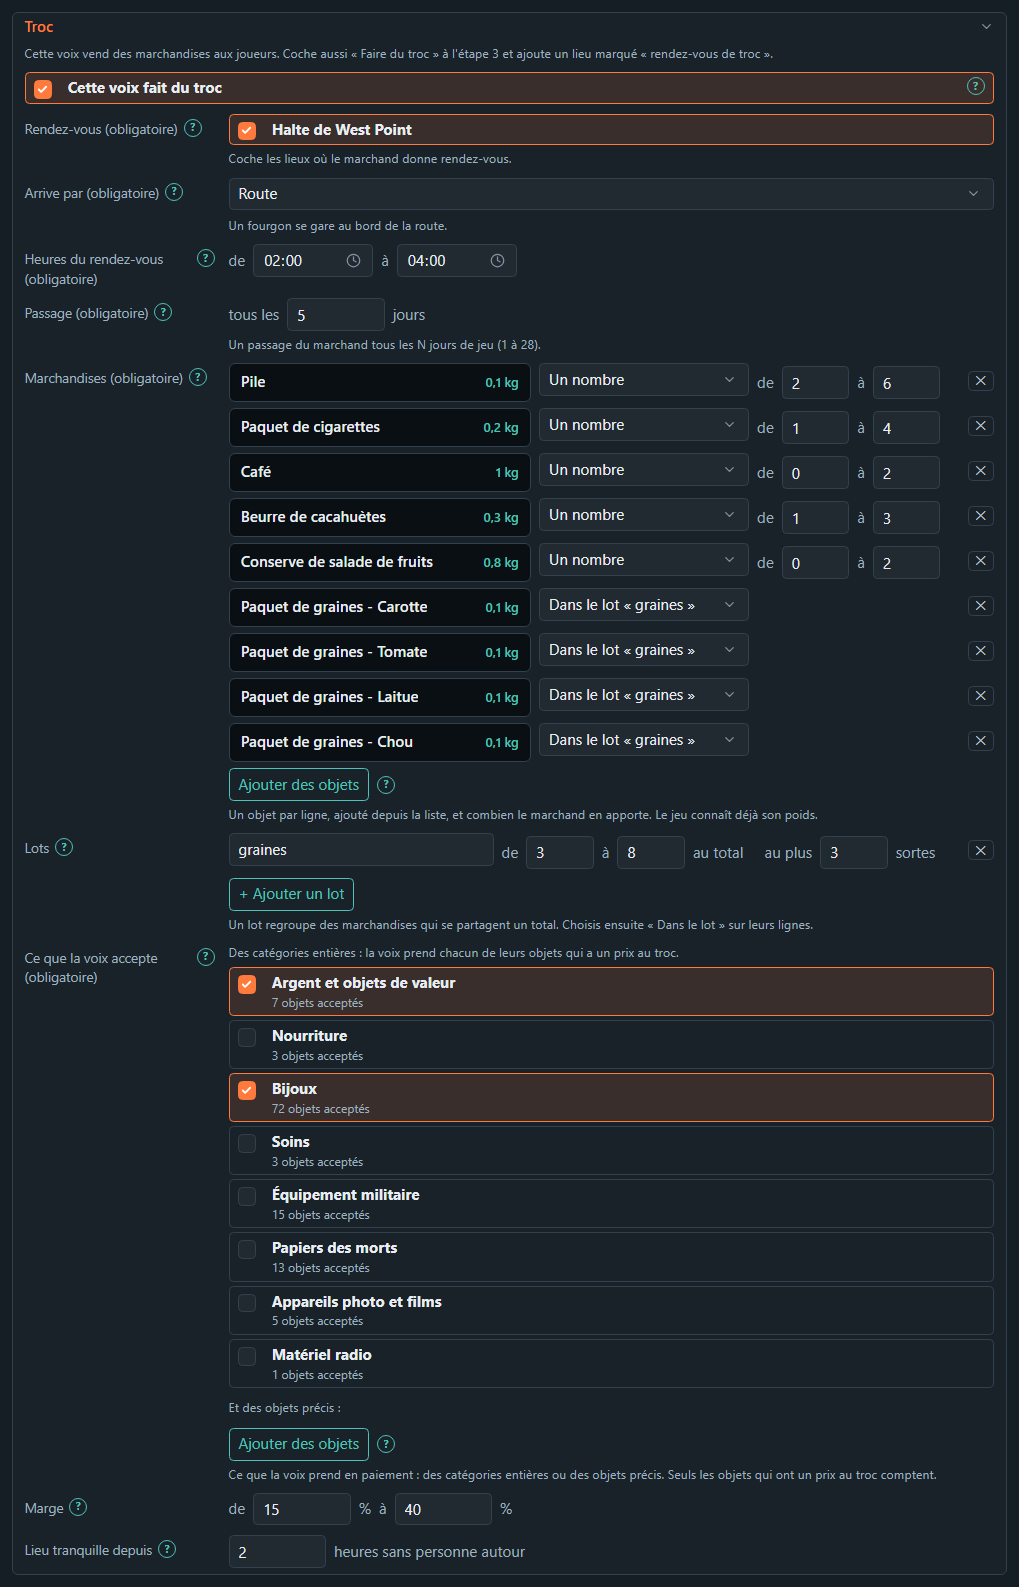 Troc
Cette voix vend des marchandises aux joueurs. Coche aussi « Faire du troc » à l'étape 3 et ajoute un lieu marqué « rendez-vous de troc ».
Cette voix fait du troc ?
Rendez-vous (obligatoire) ? Halte de West Point
Coche les lieux où le marchand donne rendez-vous.
Arrive par (obligatoire) ? Route
Un fourgon se gare au bord de la route.
Heures du rendez-vous (obligatoire) ? de 02:00 à 04:00
Passage (obligatoire) ? tous les 5 jours
Un passage du marchand tous les N jours de jeu (1 à 28).
Marchandises (obligatoire) ? Pile 0,1 kg Un nombre de 2 à 6
Paquet de cigarettes 0,2 kg Un nombre de 1 à 4
Café 1 kg Un nombre de 0 à 2
Beurre de cacahuètes 0,3 kg Un nombre de 1 à 3
Conserve de salade de fruits 0,8 kg Un nombre de 0 à 2
Paquet de graines - Carotte 0,1 kg Dans le lot « graines »
Paquet de graines - Tomate 0,1 kg Dans le lot « graines »
Paquet de graines - Laitue 0,1 kg Dans le lot « graines »
Paquet de graines - Chou 0,1 kg Dans le lot « graines »
Ajouter des objets ?
Un objet par ligne, ajouté depuis la liste, et combien le marchand en apporte. Le jeu connaît déjà son poids.
Lots ? graines de 3 à 8 au total au plus 3 sortes
+ Ajouter un lot
Un lot regroupe des marchandises qui se partagent un total. Choisis ensuite « Dans le lot » sur leurs lignes.
Ce que la voix accepte (obligatoire) ? Des catégories entières : la voix prend chacun de leurs objets qui a un prix au troc.
Argent et objets de valeur
7 objets acceptés
Nourriture
3 objets acceptés
Bijoux
72 objets acceptés
Soins
3 objets acceptés
Équipement militaire
15 objets acceptés
Papiers des morts
13 objets acceptés
Appareils photo et films
5 objets acceptés
Matériel radio
1 objets acceptés
Et des objets précis :
Ajouter des objets ?
Ce que la voix prend en paiement : des catégories entières ou des objets précis. Seuls les objets qui ont un prix au troc comptent.
Marge ? de 15 % à 40 %
Lieu tranquille depuis ? 2 heures sans personne autour